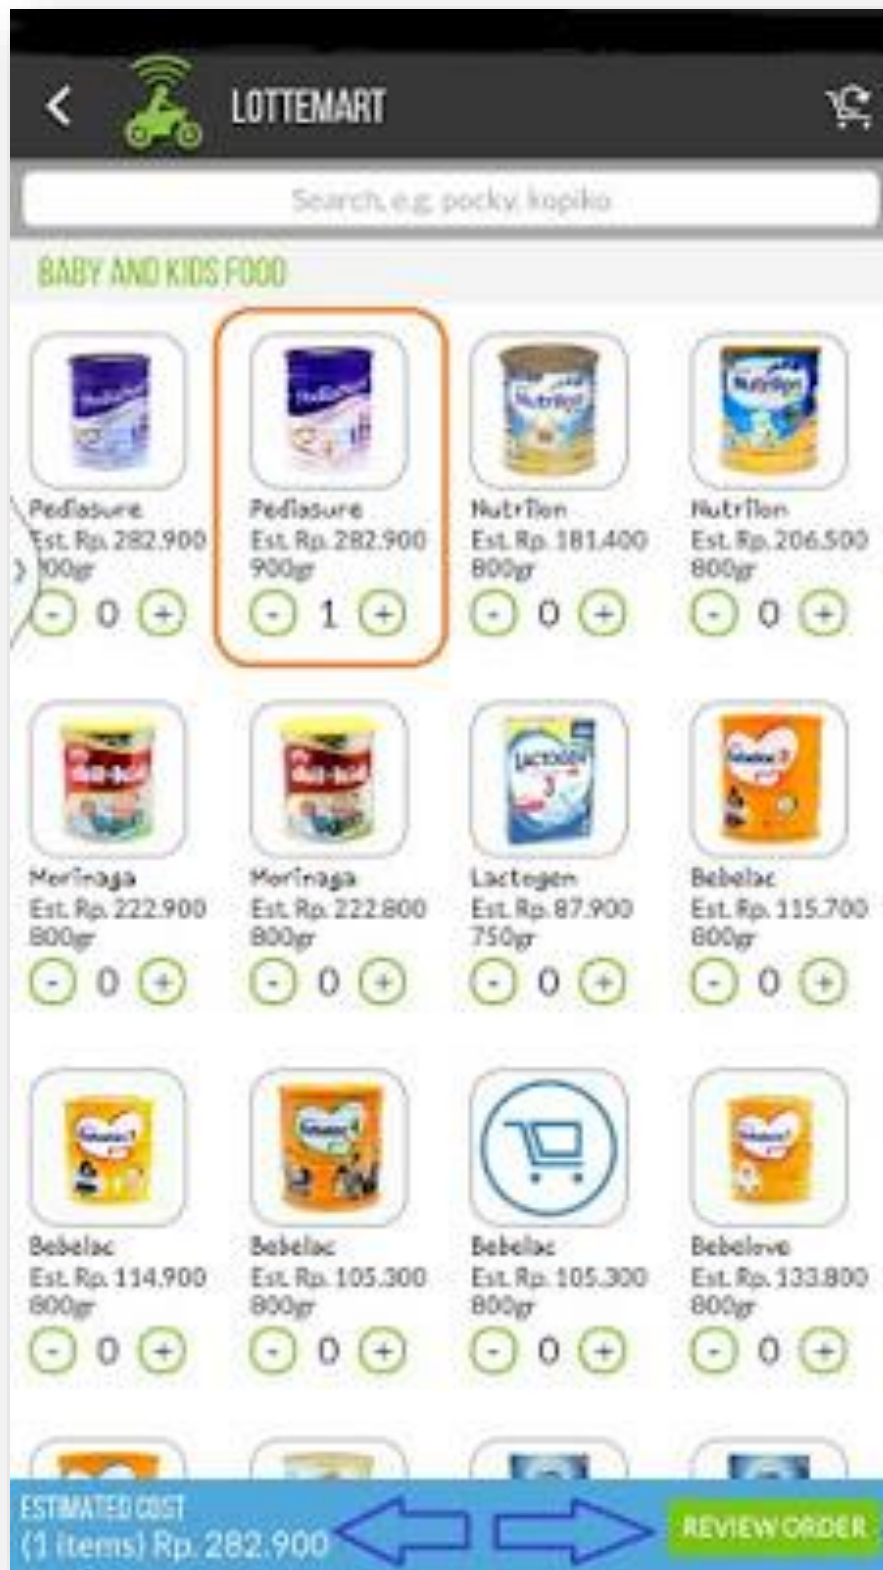 LOTTEMART
Search, e.g. pocky, kopiko
BABY AND KIDS FOOD
Pediasure
Est. Rp. 282.900
900gr
- 0 +
Pediasure
Est. Rp. 282.900
900gr
- 1 +
Nutrilon
Est. Rp. 181.400
800gr
- 0 +
Nutrilon
Est. Rp. 206.500
800gr
- 0 +
Morinaga
Est. Rp. 222.900
800gr
- 0 +
Morinaga
Est. Rp. 222.800
800gr
- 0 +
LACTOGEN
3
Lactogen
Est. Rp. 87.900
750gr
- 0 +
Bebelac
Est. Rp. 115.700
800gr
- 0 +
Bebelac
Est. Rp. 114.900
800gr
- 0 +
Bebelac
Est. Rp. 105.300
800gr
- 0 +
Bebelac
Est. Rp. 105.300
800gr
- 0 +
Bebelove
Est. Rp. 133.800
800gr
- 0 +
ESTIMATED COST
(1 items) Rp. 282.900
REVIEW ORDER